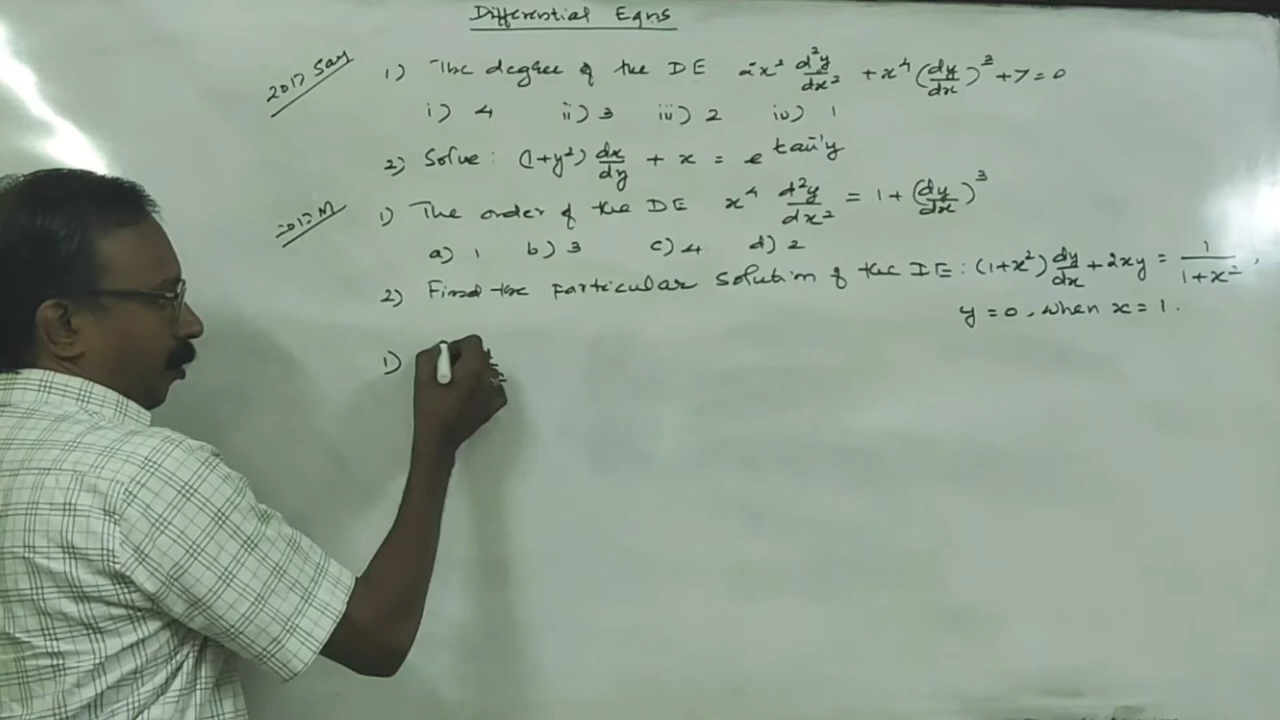 Differential Eqns
2017 Say 1) The degree of the DE 2x² d²y/dx² + x⁴ (dy/dx)³ + 7 = 0
i) 4 ii) 3 iii) 2 iv) 1
2) Solve : (1+y²) dx/dy + x = e^tan⁻¹y
2017 M 1) The order of the DE x⁴ d²y/dx² = 1 + (dy/dx)³
a) 1 b) 3 c) 4 d) 2
2) Find the particular solution of the DE : (1+x²) dy/dx + 2xy = 1/(1+x²),
y = 0, when x = 1.
1)